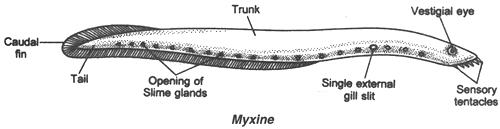 Trunk
Vestigial eye
Caudal
fin
Tail
Opening of
Slime glands
Single external
gill slit
Sensory
tentacles
Myxine